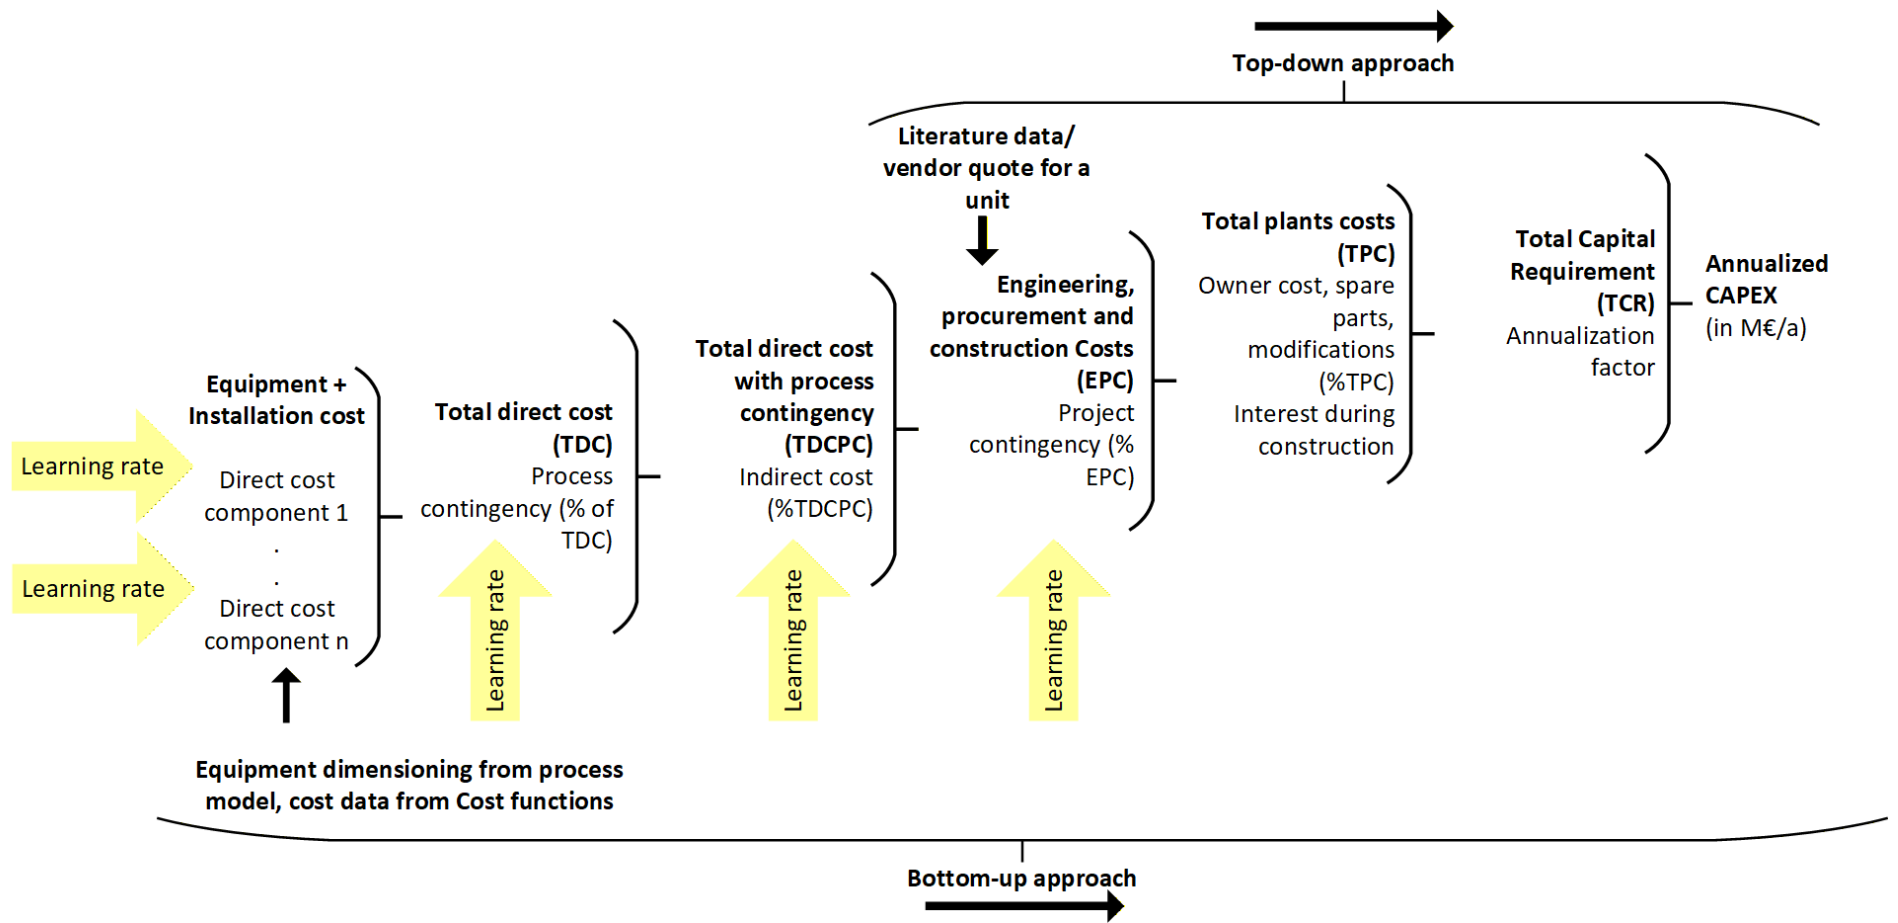 Top-down approach
Literature data/
vendor quote for a
unit
Learning rate
Learning rate
Equipment +
Installation cost
Direct cost
component 1
.
.
Direct cost
component n
Equipment dimensioning from process
model, cost data from Cost functions
Total direct cost
(TDC)
Process
contingency (% of
TDC)
Learning rate
Total direct cost
with process
contingency
(TDCPC)
Indirect cost
(%TDCPC)
Learning rate
Engineering,
procurement and
construction Costs
(EPC)
Project
contingency (%
EPC)
Learning rate
Total plants costs
(TPC)
Owner cost, spare
parts,
modifications
(%TPC)
Interest during
construction
Total Capital
Requirement
(TCR)
Annualization
factor
Annualized
CAPEX
(in M€/a)
Bottom-up approach